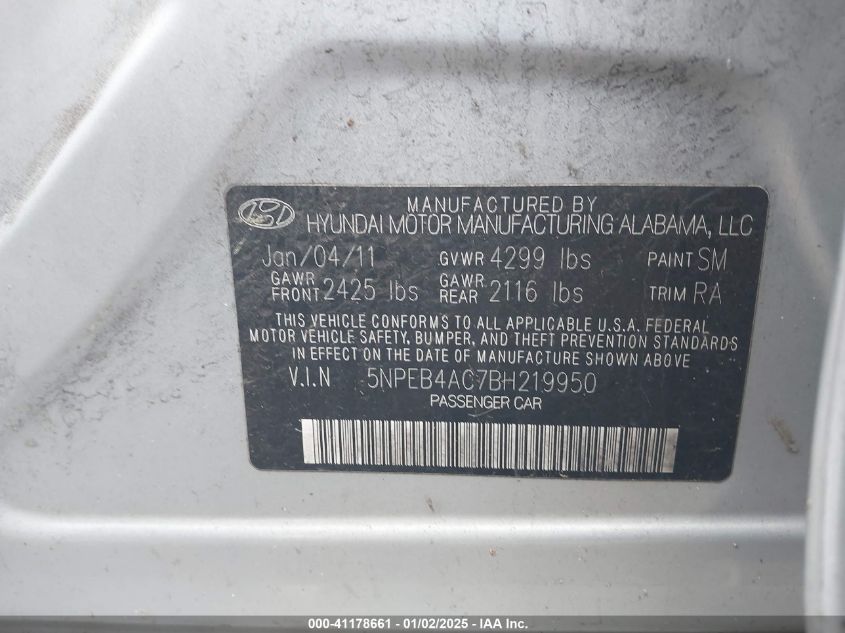 MANUFACTURED BY
HYUNDAI MOTOR MANUFACTURING ALABAMA, LLC
Jan/04/11 GVWR 4299 lbs PAINT SM
GAWR FRONT 2425 lbs GAWR REAR 2116 lbs TRIM RA
THIS VEHICLE CONFORMS TO ALL APPLICABLE U.S.A. FEDERAL
MOTOR VEHICLE SAFETY, BUMPER, AND THEFT PREVENTION STANDARDS
IN EFFECT ON THE DATE OF MANUFACTURE SHOWN ABOVE
V.I.N 5NPEB4AC7BH219950
PASSENGER CAR
000-41178661 - 01/02/2025 - IAA Inc.